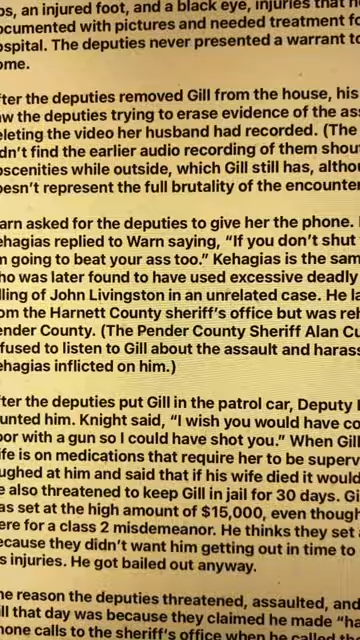 os, an injured foot, and a black eye, injuries that ne
ocumented with pictures and needed treatment fo
ospital. The deputies never presented a warrant to
ome.
fter the deputies removed Gill from the house, his
aw the deputies trying to erase evidence of the ass
eleting the video her husband had recorded. (The
dn't find the earlier audio recording of them shout
bscenities while outside, which Gill still has, althou
oesn't represent the full brutality of the encounter
arn asked for the deputies to give her the phone.
ehagias replied to Warn saying, "If you don't shut
m going to beat your ass too." Kehagias is the sam
ho was later found to have used excessive deadly
lling of John Livingston in an unrelated case. He la
om the Harnett County sheriff's office but was reh
ender County. (The Pender County Sheriff Alan Cu
fused to listen to Gill about the assault and harass
ehagias inflicted on him.)
fter the deputies put Gill in the patrol car, Deputy
unted him. Knight said, "I wish you would have co
oor with a gun so I could have shot you." When Gill
ife is on medications that require her to be superv
ughed at him and said that if his wife died it would
e also threatened to keep Gill in jail for 30 days. Gi
as set at the high amount of $15,000, even though
ere for a class 2 misdemeanor. He thinks they set
ecause they didn't want him getting out in time to
s injuries. He got bailed out anyway.
he reason the deputies threatened, assaulted, and
ill that day was because they claimed he made "ha
hone calls to the sheriff's office when he called the